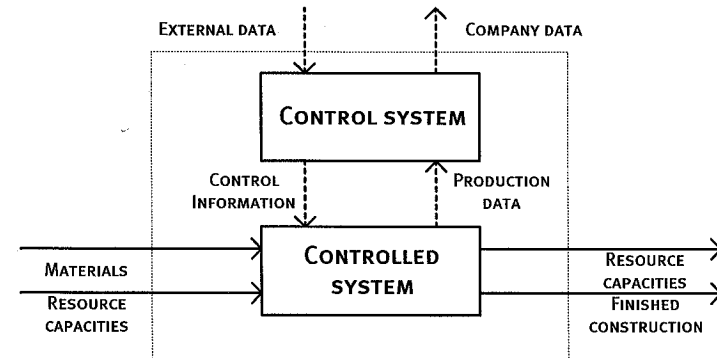 EXTERNAL DATA
COMPANY DATA
CONTROL SYSTEM
CONTROL
INFORMATION
PRODUCTION
DATA
CONTROLLED
SYSTEM
MATERIALS
RESOURCE
CAPACITIES
RESOURCE
CAPACITIES
FINISHED
CONSTRUCTION